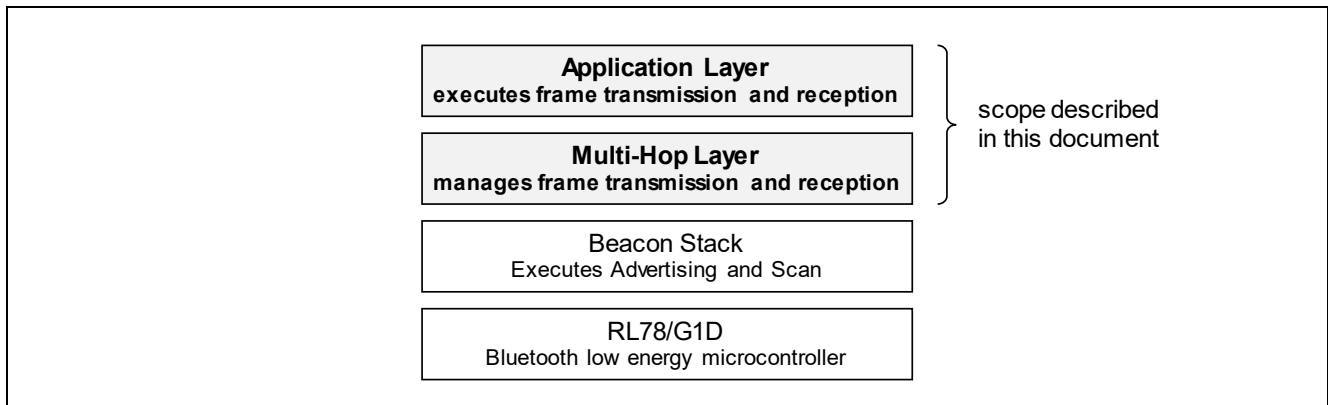 Application Layer
executes frame transmission and reception
scope described
in this document
Multi-Hop Layer
manages frame transmission and reception
Beacon Stack
Executes Advertising and Scan
RL78/G1D
Bluetooth low energy microcontroller